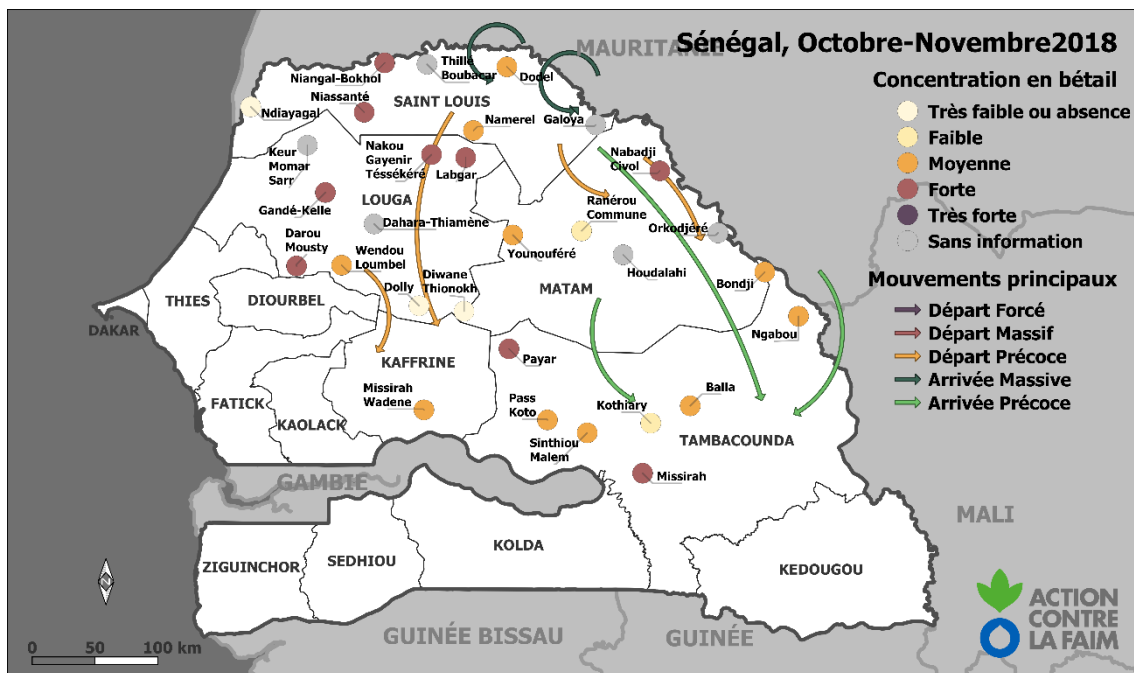 MAURITANIE
Sénégal, Octobre-Novembre2018
Concentration en bétail
Très faible ou absence
Faible
Moyenne
Forte
Très forte
Sans information
Mouvements principaux
Départ Forcé
Départ Massif
Départ Précoce
Arrivée Massive
Arrivée Précoce
Niangal-Bokhol
Thillé
Boubacar
Dodel
Niassanté
SAINT LOUIS
Ndiayagal
Namerel
Galoya
Keur
Momar
Sarr
Nakou
Gayenir
Téssékéré
Labgar
Nabadji
Civol
Gandé-Kelle
LOUGA
Ranérou
Commune
Dahara-Thiamène
Orkodjéré
Darou
Mousty
Wendou
Loumbel
Younouféré
Houdalahi
Diwane
Thionokh
Dolly
Bondji
THIES
DIOURBEL
MATAM
Ngabou
DAKAR
KAFFRINE
Payar
Missirah
Wadene
Pass
Koto
Kothiary
Balla
FATICK
KAOLACK
Sinthiou
Malem
TAMBACOUNDA
Missirah
GAMBIE
MALI
KOLDA
SEDHIOU
ZIGUINCHOR
KEDOUGOU
GUINÉE BISSAU
GUINÉE
0 50 100 km
ACTION
CONTRE
LA FAIM